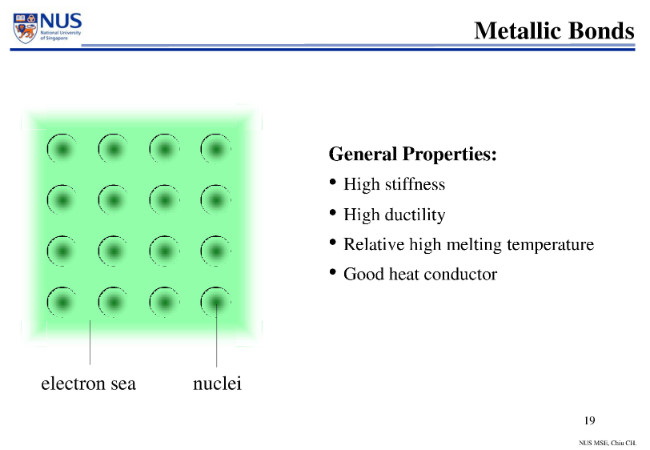 NUS
National University
of Singapore
Metallic Bonds
General Properties:
• High stiffness
• High ductility
• Relative high melting temperature
• Good heat conductor
electron sea
nuclei
19
NUS MSE, Chiu CH.